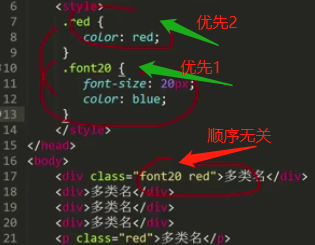 6 <style>
7 .red { 优先2
8 color: red;
9 }
10 .font20 { 优先1
11 font-size: 20px;
12 color: blue;
13 }
14 </style>
15 </head> 顺序无关
16 <body>
17 <div class="font20 red">多类名</div>
18 <div>多类名</div>
19 <div>多类名</div>
20 <div>多类名</div>
21 <p class="red">多类名</p>